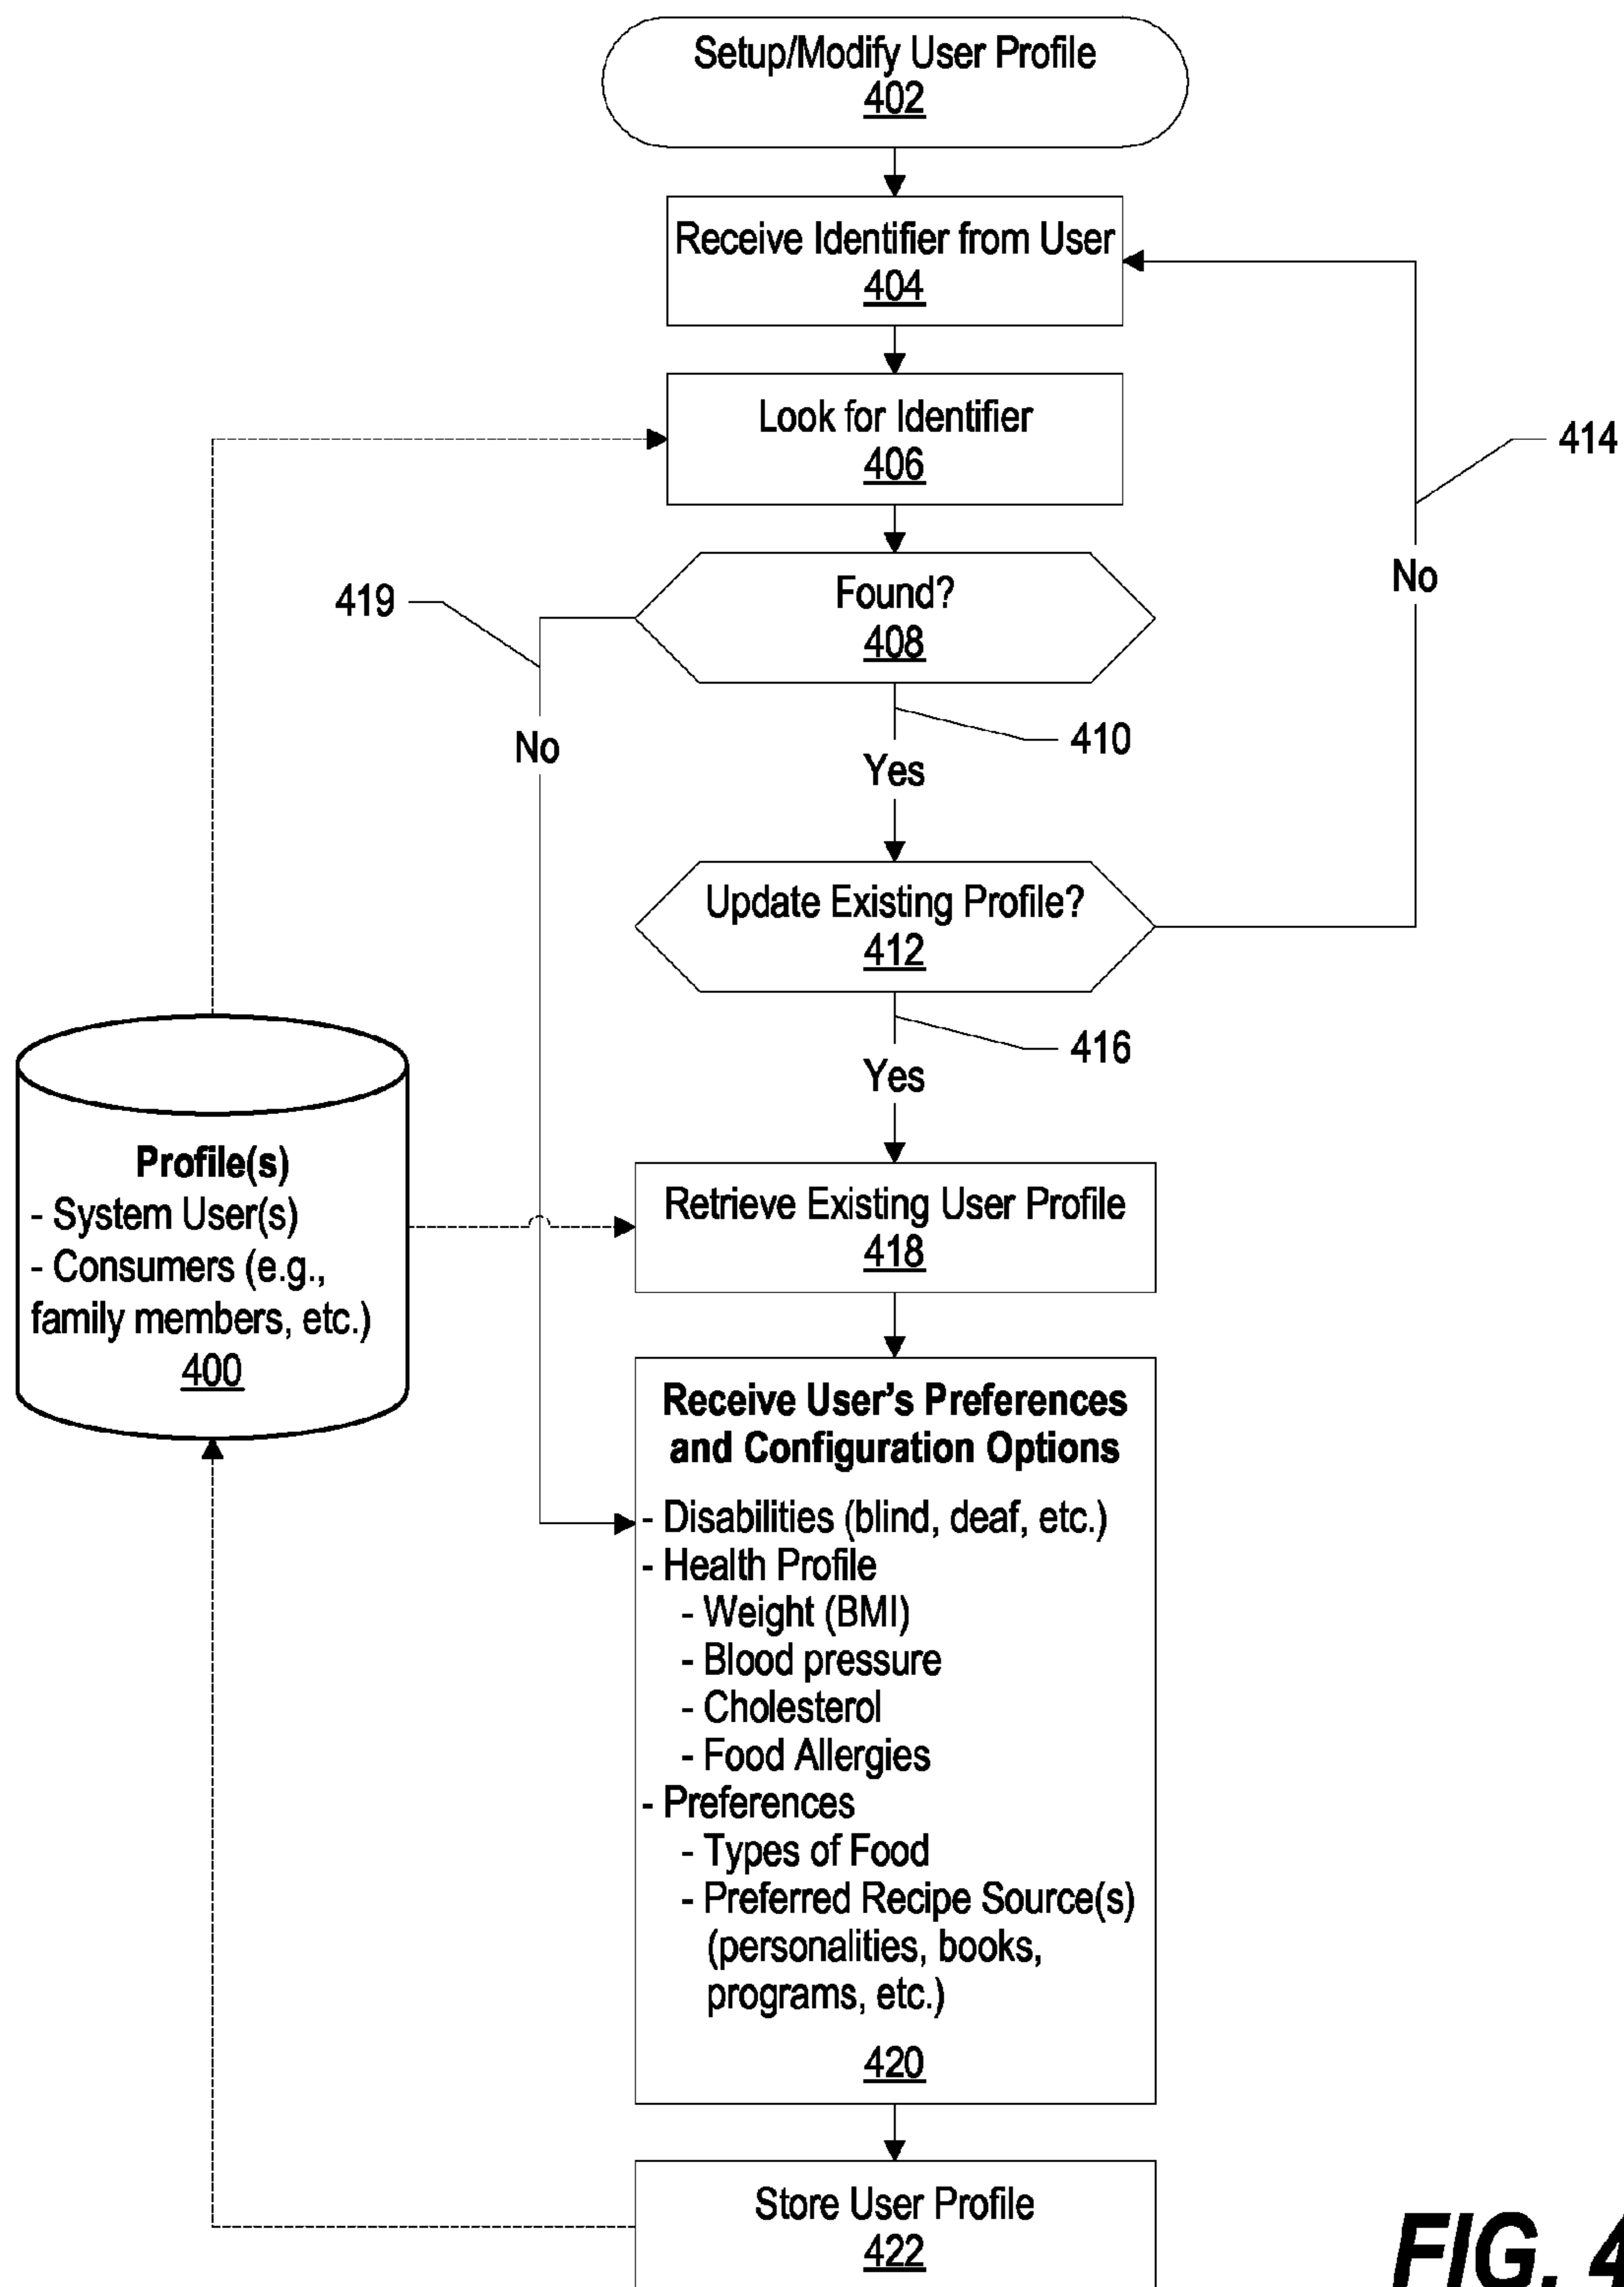 Setup/Modify User Profile
402
Receive Identifier from User
404
Look for Identifier
406
414
Found?
408
419
No
No
410
Yes
Update Existing Profile?
412
416
Yes
Profile(s)
- System User(s)
- Consumers (e.g.,
family members, etc.)
400
Retrieve Existing User Profile
418
Receive User's Preferences
and Configuration Options
- Disabilities (blind, deaf, etc.)
- Health Profile
- Weight (BMI)
- Blood pressure
- Cholesterol
- Food Allergies
- Preferences
- Types of Food
- Preferred Recipe Source(s)
(personalities, books,
programs, etc.)
420
Store User Profile
422
FIG. 4